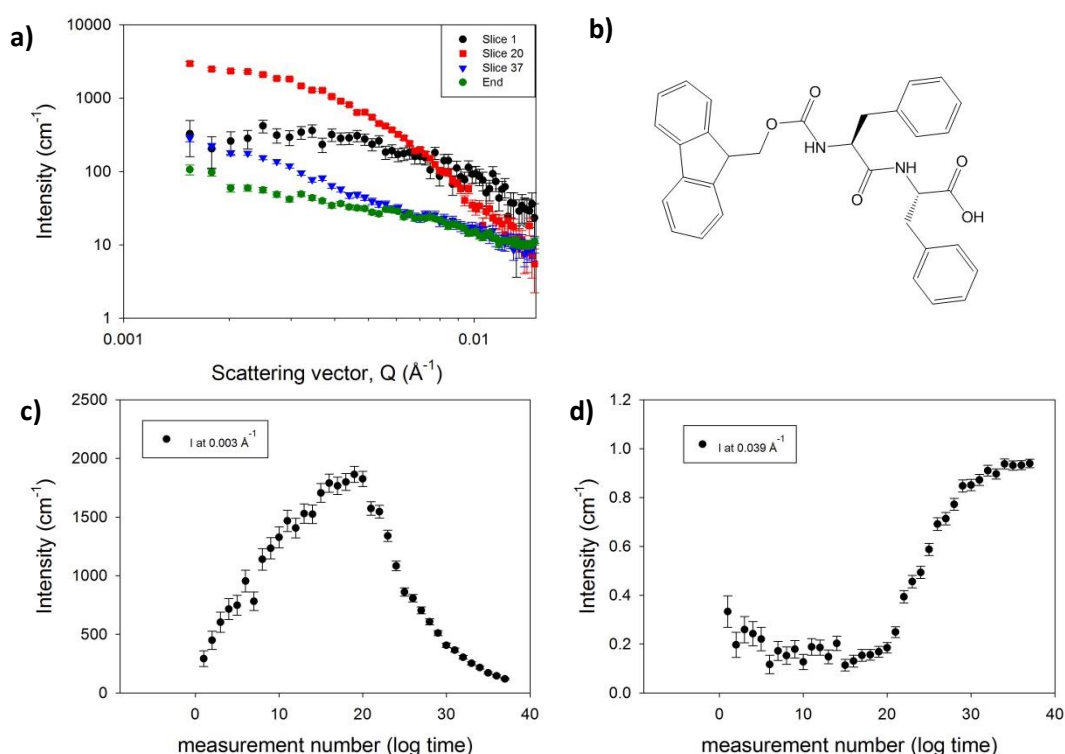 a)
Intensity (cm-1)
10000
1000
100
10
1
0.001
0.01
Scattering vector, Q (Å-1)
Slice 1
Slice 20
Slice 37
End
b)
O
O
N
H
O
H
N
O
OH
c)
Intensity (cm-1)
2500
2000
1500
1000
500
0
I at 0.003 Å-1
0
10
20
30
40
measurement number (log time)
d)
Intensity (cm-1)
1.2
1.0
0.8
0.6
0.4
0.2
0.0
I at 0.039 Å-1
0
10
20
30
40
measurement number (log time)